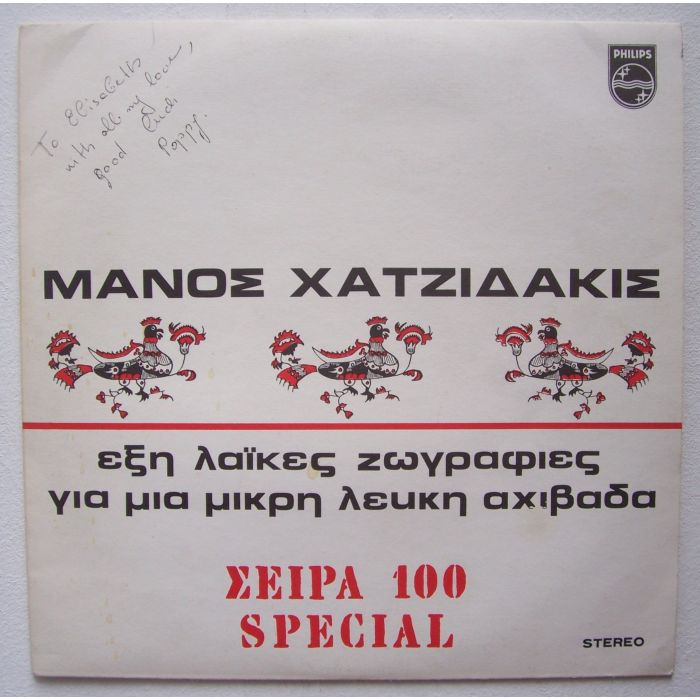 To Elisabeth!
with all my love,
good luck
Poppy.
PHILIPS
ΜΑΝΟΣ ΧΑΤΖΙΔΑΚΙΣ
εξη λαϊκες ζωγραφιες
για μια μικρη λευκη αχιβαδα
ΣΕΙΡΑ 100
SPECIAL
STEREO